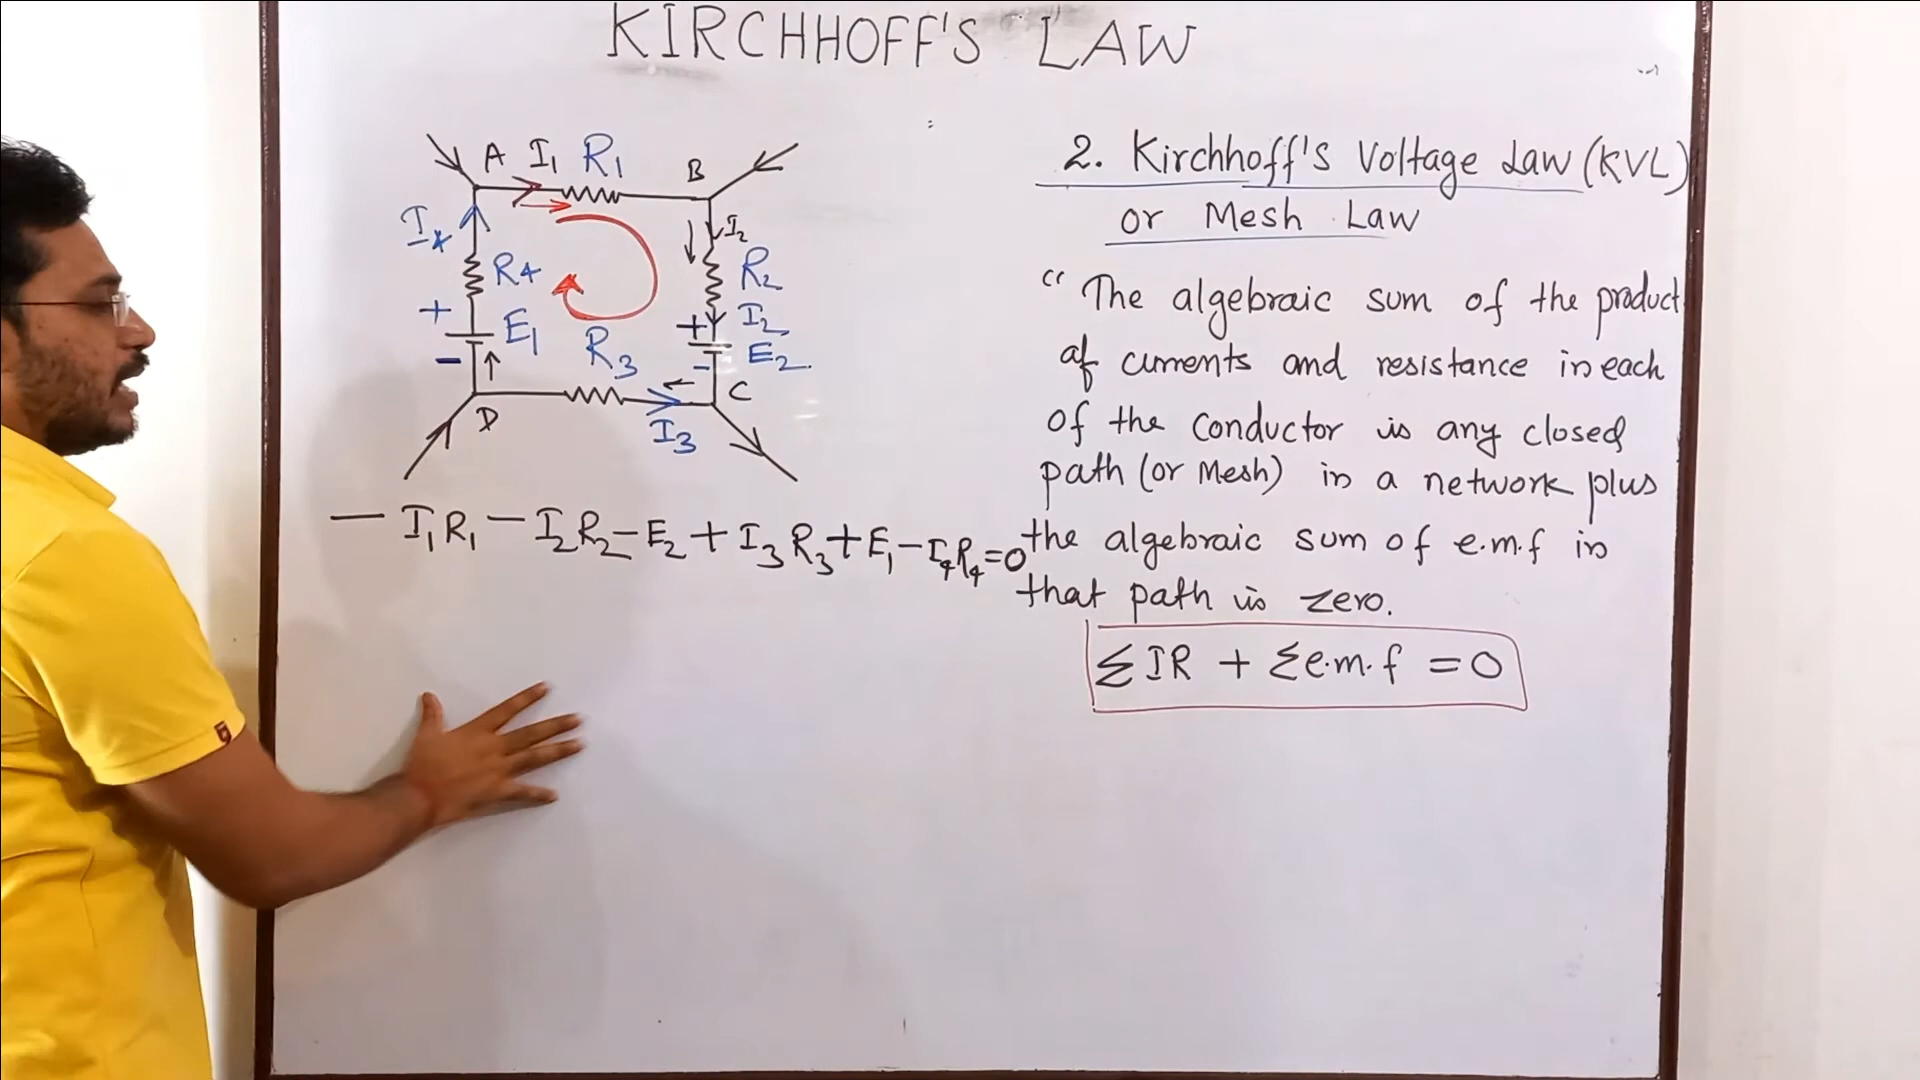 KIRCHHOFF'S LAW
A I₁ R₁ B
I₄ I₂
R₄ R₂
+ E₁ + I₂
- R₃ - E₂
D I₃ C
- I₁R₁ - I₂R₂ - E₂ + I₃R₃ + E₁ - I₄R₄ = 0
2. Kirchhoff's Voltage Law (KVL)
or Mesh Law
“ The algebraic sum of the product
of currents and resistance in each
of the conductor is any closed
path (or Mesh) in a network plus
the algebraic sum of e.m.f in
that path is zero.
ΣIR + Σe.m.f = 0